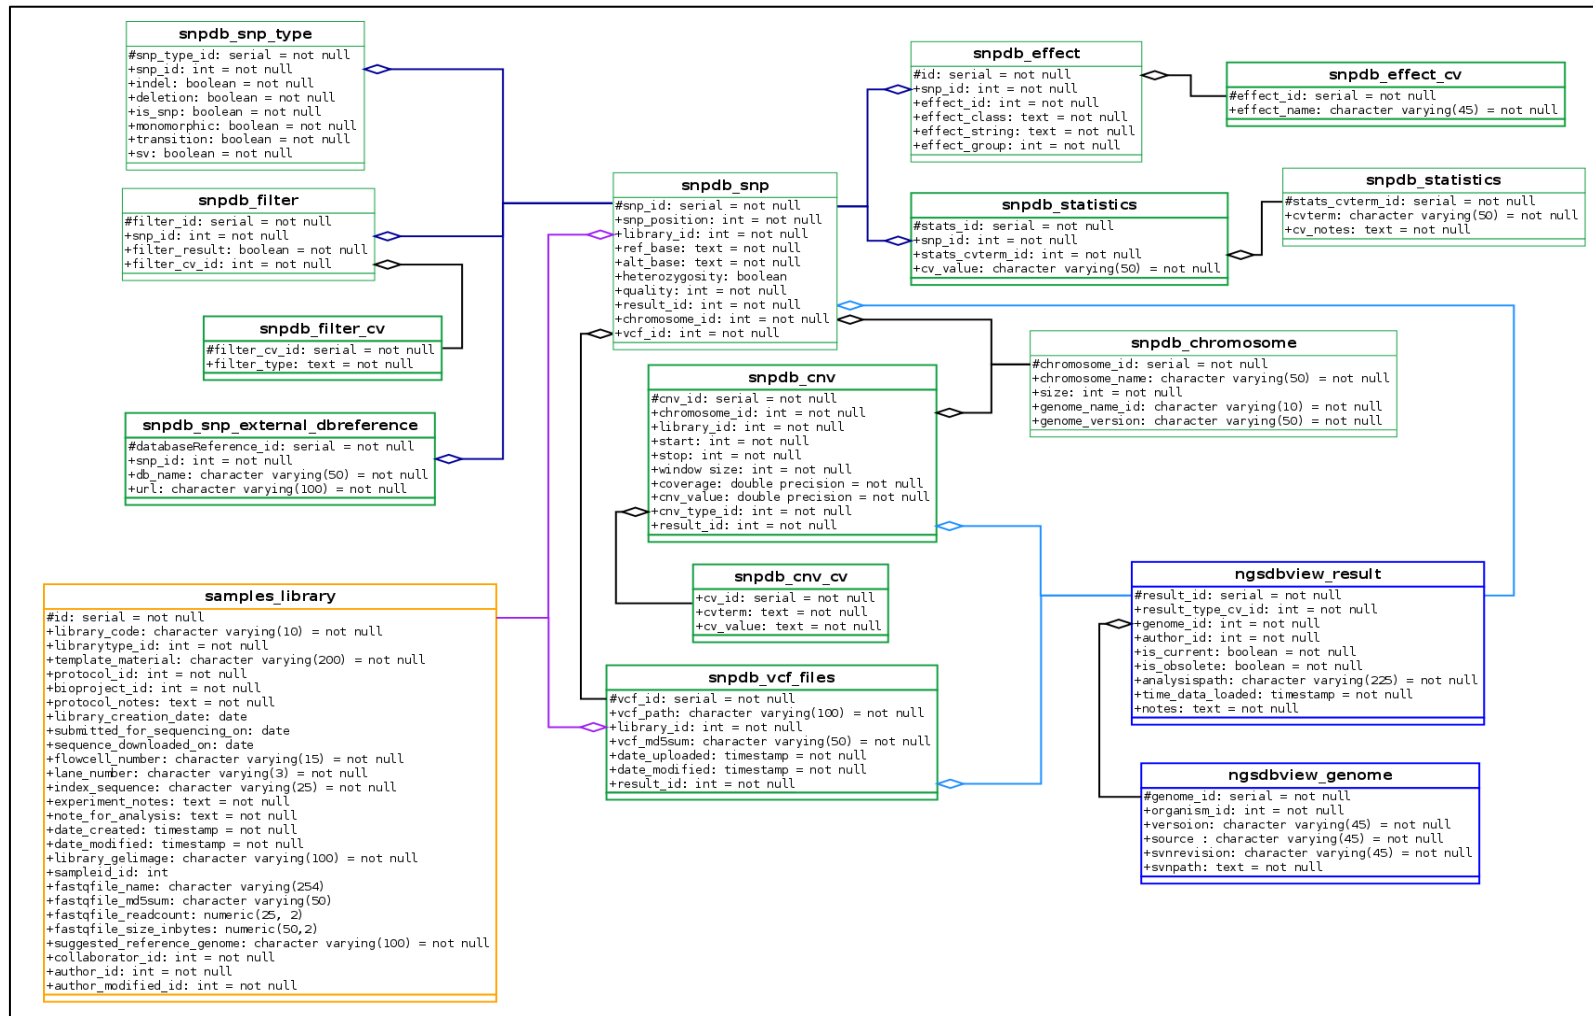 snpdb_snp_type
#snp_type_id: serial = not null
+snp_id: int = not null
+indel: boolean = not null
+deletion: boolean = not null
+is_snp: boolean = not null
+monomorphic: boolean = not null
+transition: boolean = not null
+sv: boolean = not null
snpdb_filter
#filter_id: serial = not null
+snp_id: int = not null
+filter_result: boolean = not null
+filter_cv_id: int = not null
snpdb_filter_cv
#filter_cv_id: serial = not null
+filter_type: text = not null
snpdb_snp_external_dbreference
#databaseReference_id: serial = not null
+snp_id: int = not null
+db_name: character varying(50) = not null
+url: character varying(100) = not null
samples_library
#id: serial = not null
+library_code: character varying(10) = not null
+librarytype_id: int = not null
+template_material: character varying(200) = not null
+protocol_id: int = not null
+bioproject_id: int = not null
+protocol_notes: text = not null
+library_creation_date: date
+submitted_for_sequencing_on: date
+sequence_downloaded_on: date
+flowcell_number: character varying(15) = not null
+lane_number: character varying(3) = not null
+index_sequence: character varying(25) = not null
+experiment_notes: text = not null
+note_for_analysis: text = not null
+date_created: timestamp = not null
+date_modified: timestamp = not null
+library_gelimage: character varying(100) = not null
+sampleid_id: int
+fastqfile_name: character varying(254)
+fastqfile_md5sum: character varying(50)
+fastqfile_readcount: numeric(25, 2)
+fastqfile_size_inbytes: numeric(50,2)
+suggested_reference_genome: character varying(100) = not null
+collaborator_id: int = not null
+author_id: int = not null
+author_modified_id: int = not null
snpdb_snp
#snp_id: serial = not null
+snp_position: int = not null
+library_id: int = not null
+ref_base: text = not null
+alt_base: text = not null
+heterozygosity: boolean
+quality: int = not null
+result_id: int = not null
+chromosome_id: int = not null
+vcf_id: int = not null
snpdb_cnv
#cnv_id: serial = not null
+chromosome_id: int = not null
+library_id: int = not null
+start: int = not null
+stop: int = not null
+window size: int = not null
+coverage: double precision = not null
+cnv_value: double precision = not null
+cnv_type_id: int = not null
+result_id: int = not null
snpdb_cnv_cv
+cv_id: serial = not null
+cvterm: text = not null
+cv_value: text = not null
snpdb_vcf_files
#vcf_id: serial = not null
+vcf_path: character varying(100) = not null
+library_id: int = not null
+vcf_md5sum: character varying(50) = not null
+date_uploaded: timestamp = not null
+date_modified: timestamp = not null
+result_id: int = not null
snpdb_effect
#id: serial = not null
+snp_id: int = not null
+effect_id: int = not null
+effect_class: text = not null
+effect_string: text = not null
+effect_group: int = not null
snpdb_effect_cv
#effect_id: serial = not null
+effect_name: character varying(45) = not null
snpdb_statistics
#stats_id: serial = not null
+snp_id: int = not null
+stats_cvterm_id: int = not null
+cv_value: character varying(50) = not null
snpdb_statistics
#stats_cvterm_id: serial = not null
+cvterm: character varying(50) = not null
+cv_notes: text = not null
snpdb_chromosome
#chromosome_id: serial = not null
+chromosome_name: character varying(50) = not null
+size: int = not null
+genome_name_id: character varying(10) = not null
+genome_version: character varying(50) = not null
ngsdbview_result
#result_id: serial = not null
+result_type_cv_id: int = not null
+genome_id: int = not null
+author_id: int = not null
+is_current: boolean = not null
+is_obsolete: boolean = not null
+analysispath: character varying(225) = not null
+time_data_loaded: timestamp = not null
+notes: text = not null
ngsdbview_genome
#genome_id: serial = not null
+organism_id: int = not null
+versoion: character varying(45) = not null
+source : character varying(45) = not null
+svnrevision: character varying(45) = not null
+svnpath: text = not null